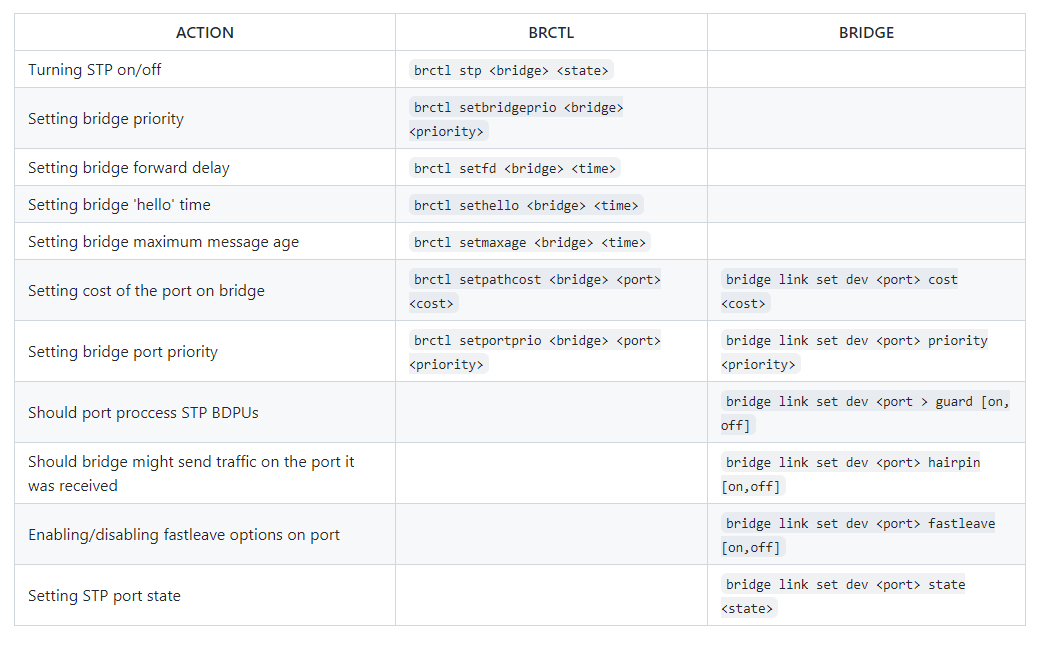 ACTION BRCTL BRIDGE
Turning STP on/off brctl stp <bridge> <state>
Setting bridge priority brctl setbridgeprio <bridge>
<priority>
Setting bridge forward delay brctl setfd <bridge> <time>
Setting bridge 'hello' time brctl sethello <bridge> <time>
Setting bridge maximum message age brctl setmaxage <bridge> <time>
Setting cost of the port on bridge brctl setpathcost <bridge> <port>
<cost>
bridge link set dev <port> cost
<cost>
Setting bridge port priority brctl setportprio <bridge> <port>
<priority>
bridge link set dev <port> priority
<priority>
Should port proccess STP BDPUs bridge link set dev <port > guard [on,
off]
Should bridge might send traffic on the port it
was received
bridge link set dev <port> hairpin
[on,off]
Enabling/disabling fastleave options on port bridge link set dev <port> fastleave
[on,off]
Setting STP port state bridge link set dev <port> state
<state>